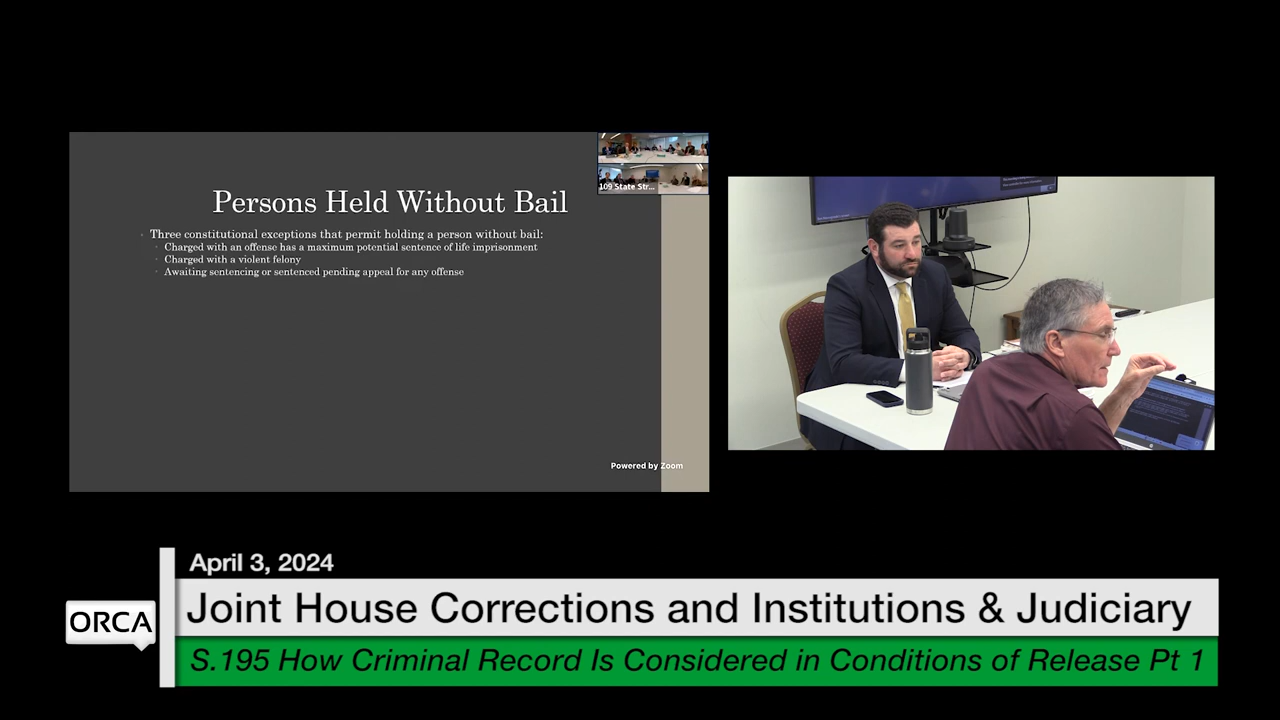 109 State Str...
Persons Held Without Bail
Three constitutional exceptions that permit holding a person without bail:
Charged with an offense has a maximum potential sentence of life imprisonment
Charged with a violent felony
Awaiting sentencing or sentenced pending appeal for any offense
Powered by Zoom
April 3, 2024
ORCA
Joint House Corrections and Institutions & Judiciary
S.195 How Criminal Record Is Considered in Conditions of Release Pt 1